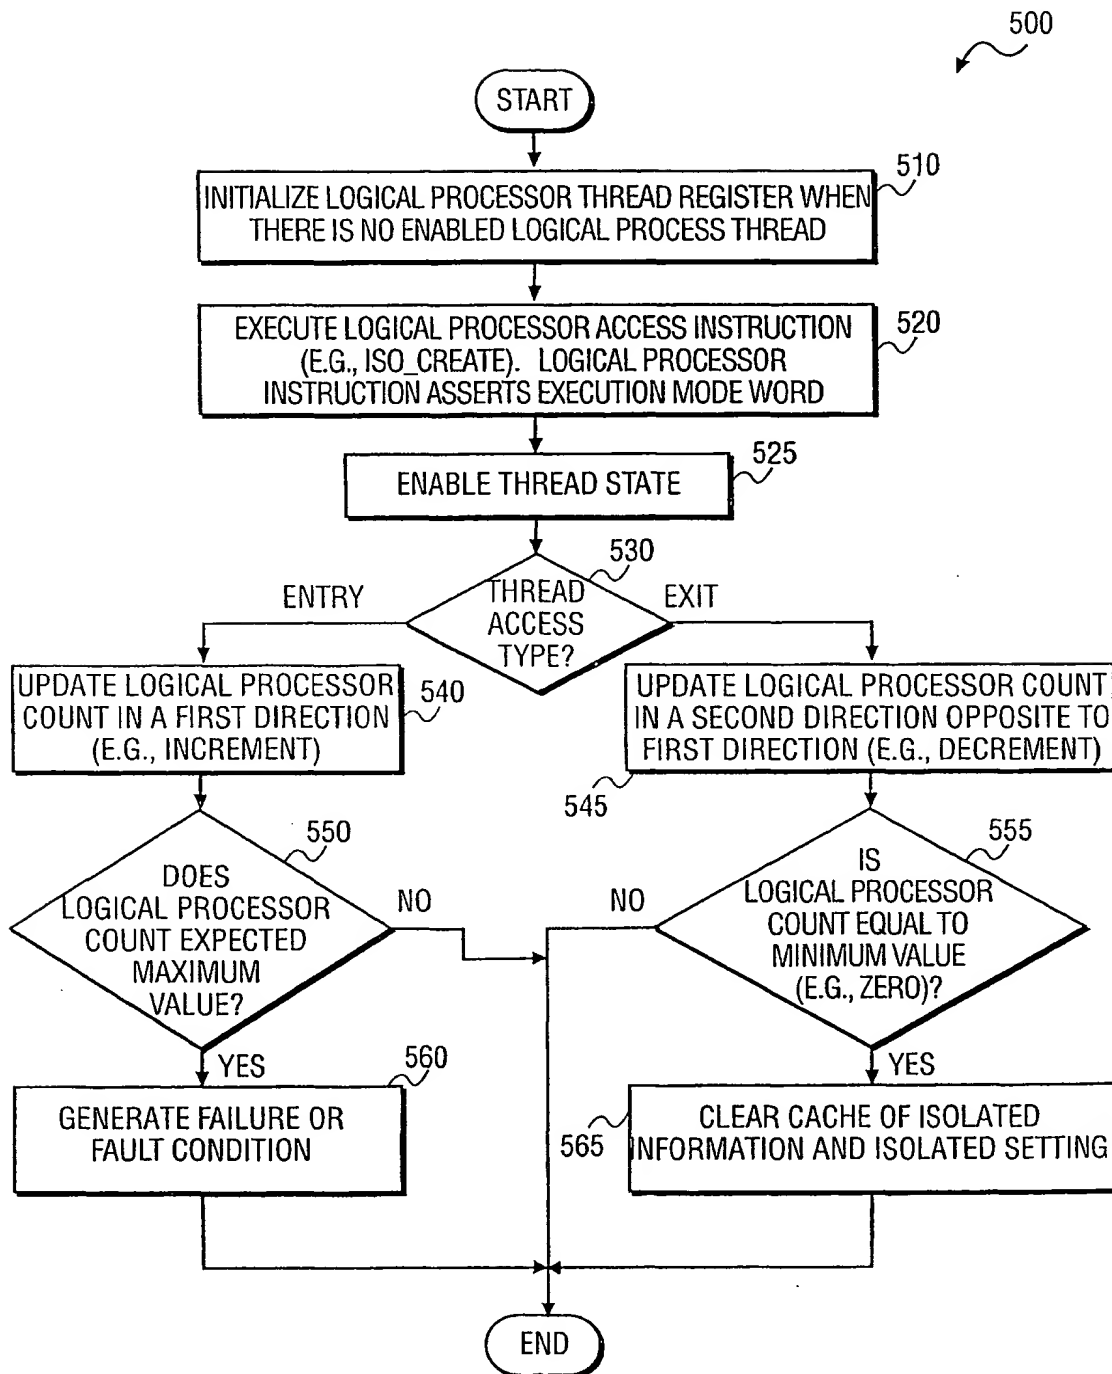 500
START
510
INITIALIZE LOGICAL PROCESSOR THREAD REGISTER WHEN
THERE IS NO ENABLED LOGICAL PROCESS THREAD
EXECUTE LOGICAL PROCESSOR ACCESS INSTRUCTION
(E.G., ISO_CREATE). LOGICAL PROCESSOR
INSTRUCTION ASSERTS EXECUTION MODE WORD
520
525
ENABLE THREAD STATE
530
ENTRY
THREAD
ACCESS
TYPE?
EXIT
UPDATE LOGICAL PROCESSOR
COUNT IN A FIRST DIRECTION
(E.G., INCREMENT)
540
UPDATE LOGICAL PROCESSOR COUNT
IN A SECOND DIRECTION OPPOSITE TO
FIRST DIRECTION (E.G., DECREMENT)
545
550
DOES
LOGICAL PROCESSOR
COUNT EXPECTED
MAXIMUM
VALUE?
NO
555
IS
LOGICAL PROCESSOR
COUNT EQUAL TO
MINIMUM VALUE
(E.G., ZERO)?
NO
YES
560
GENERATE FAILURE OR
FAULT CONDITION
YES
565
CLEAR CACHE OF ISOLATED
INFORMATION AND ISOLATED SETTING
END